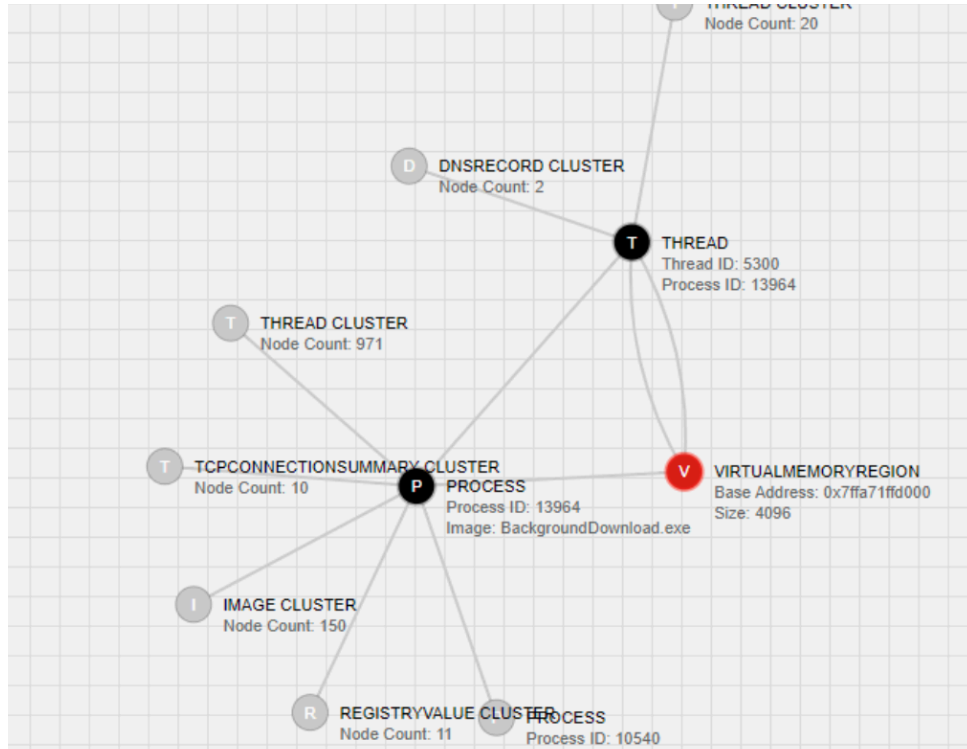 THREAD CLUSTER
Node Count: 20
D
DNSRECORD CLUSTER
Node Count: 2
T
THREAD
Thread ID: 5300
Process ID: 13964
T
THREAD CLUSTER
Node Count: 971
T
TCPCONNECTIONSUMMARY CLUSTER
Node Count: 10
P
PROCESS
Process ID: 13964
Image: BackgroundDownload.exe
V
VIRTUALMEMORYREGION
Base Address: 0x7ffa71ffd000
Size: 4096
I
IMAGE CLUSTER
Node Count: 150
R
REGISTRYVALUE CLUSTER
Node Count: 11
PROCESS
Process ID: 10540